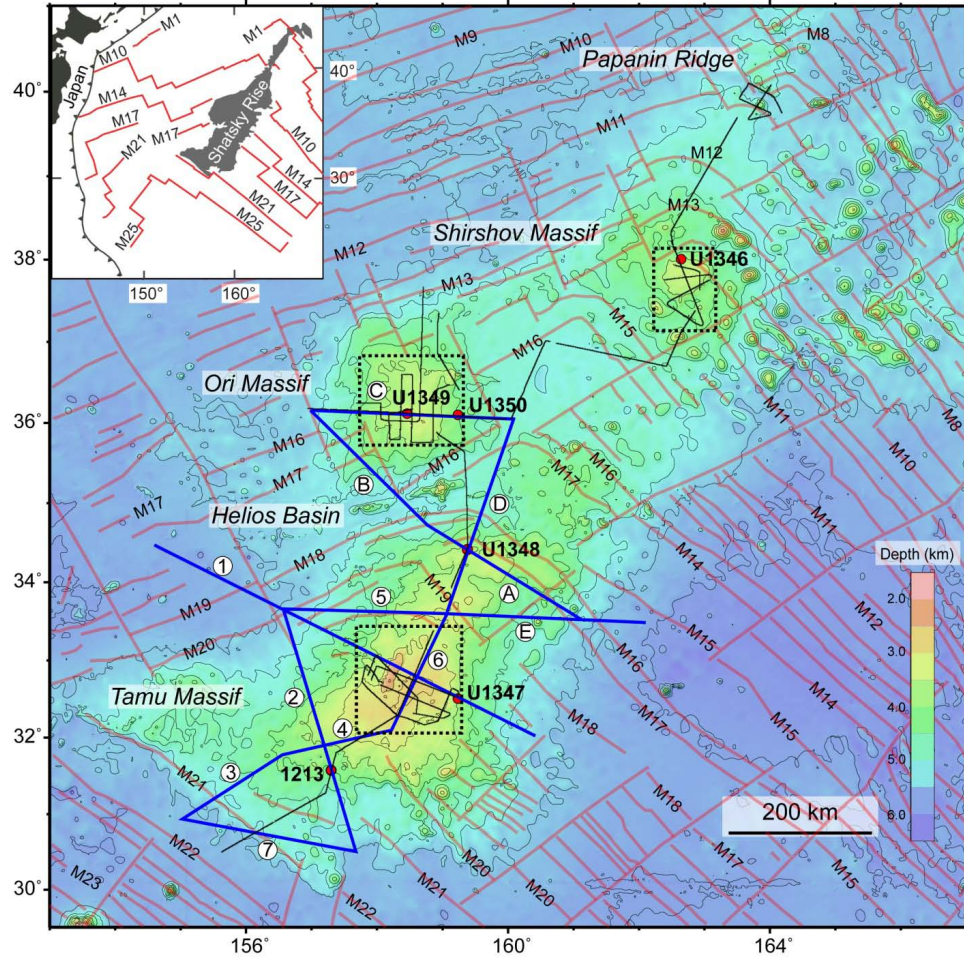 M1
M1
M10
Japan
M14
M17
M21
M17
M25
Shatsky Rise
M10
M14
M17
M21
M25
40°
30°
150°
160°
M9
M10
M8
Papanin Ridge
M11
M12
M13
Shirshov Massif
M12
M13
U1346
M15
M16
Ori Massif
C
U1349
U1350
M16
M16
M17
B
M17
M16
M17
D
M11
M8
M10
M11
Helios Basin
1
M18
U1348
M14
Depth (km)
2.0
3.0
4.0
5.0
6.0
5
M19
A
M19
E
M20
M15
M16
M12
6
U1347
Tamu Massif
2
4
M18
M17
M14
M15
3
1213
M21
7
M22
M23
M22
M20
M21
M20
M18
M17
M15
200 km
40°
38°
36°
34°
32°
30°
156°
160°
164°